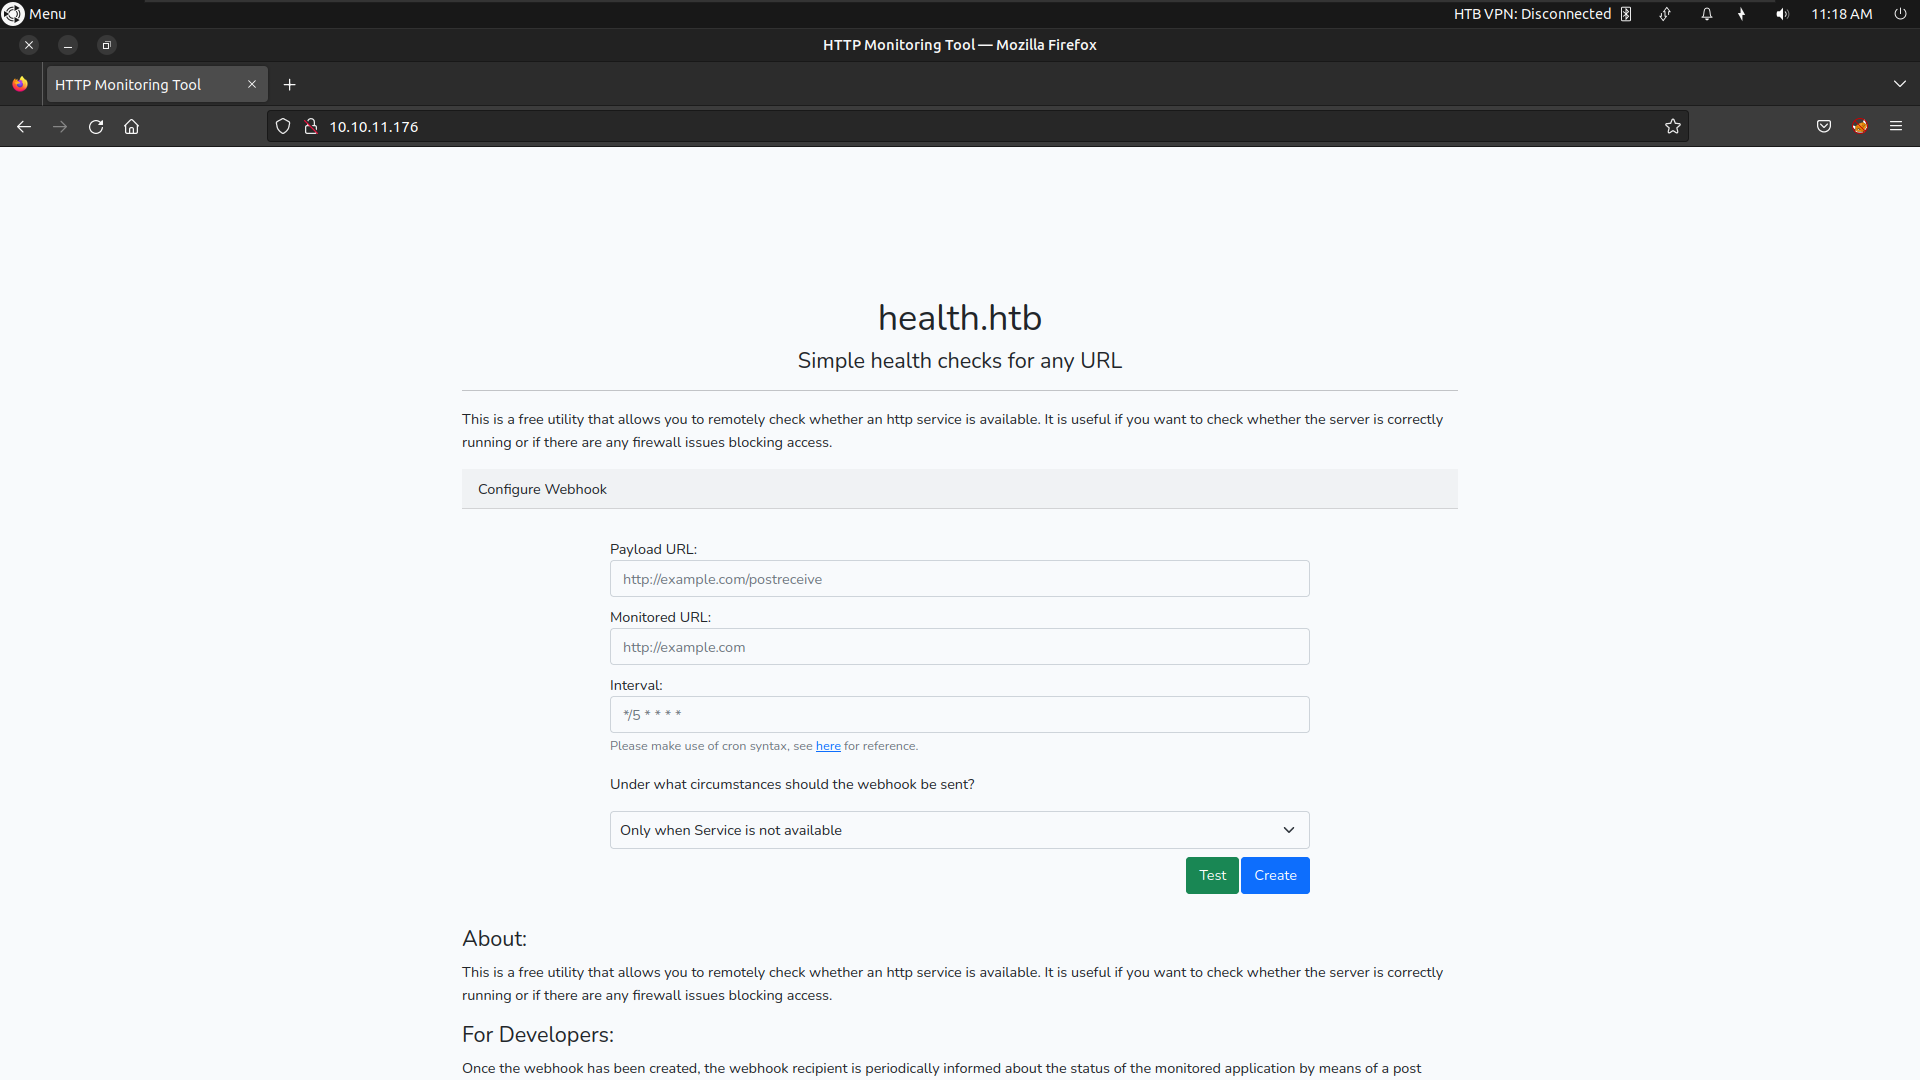 Menu
HTB VPN: Disconnected
11:18 AM
HTTP Monitoring Tool — Mozilla Firefox
HTTP Monitoring Tool
10.10.11.176
health.htb
Simple health checks for any URL
This is a free utility that allows you to remotely check whether an http service is available. It is useful if you want to check whether the server is correctly
running or if there are any firewall issues blocking access.
Configure Webhook
Payload URL:
http://example.com/postreceive
Monitored URL:
http://example.com
Interval:
*/5 * * * *
Please make use of cron syntax, see here for reference.
Under what circumstances should the webhook be sent?
Only when Service is not available
Test Create
About:
This is a free utility that allows you to remotely check whether an http service is available. It is useful if you want to check whether the server is correctly
running or if there are any firewall issues blocking access.
For Developers:
Once the webhook has been created, the webhook recipient is periodically informed about the status of the monitored application by means of a post